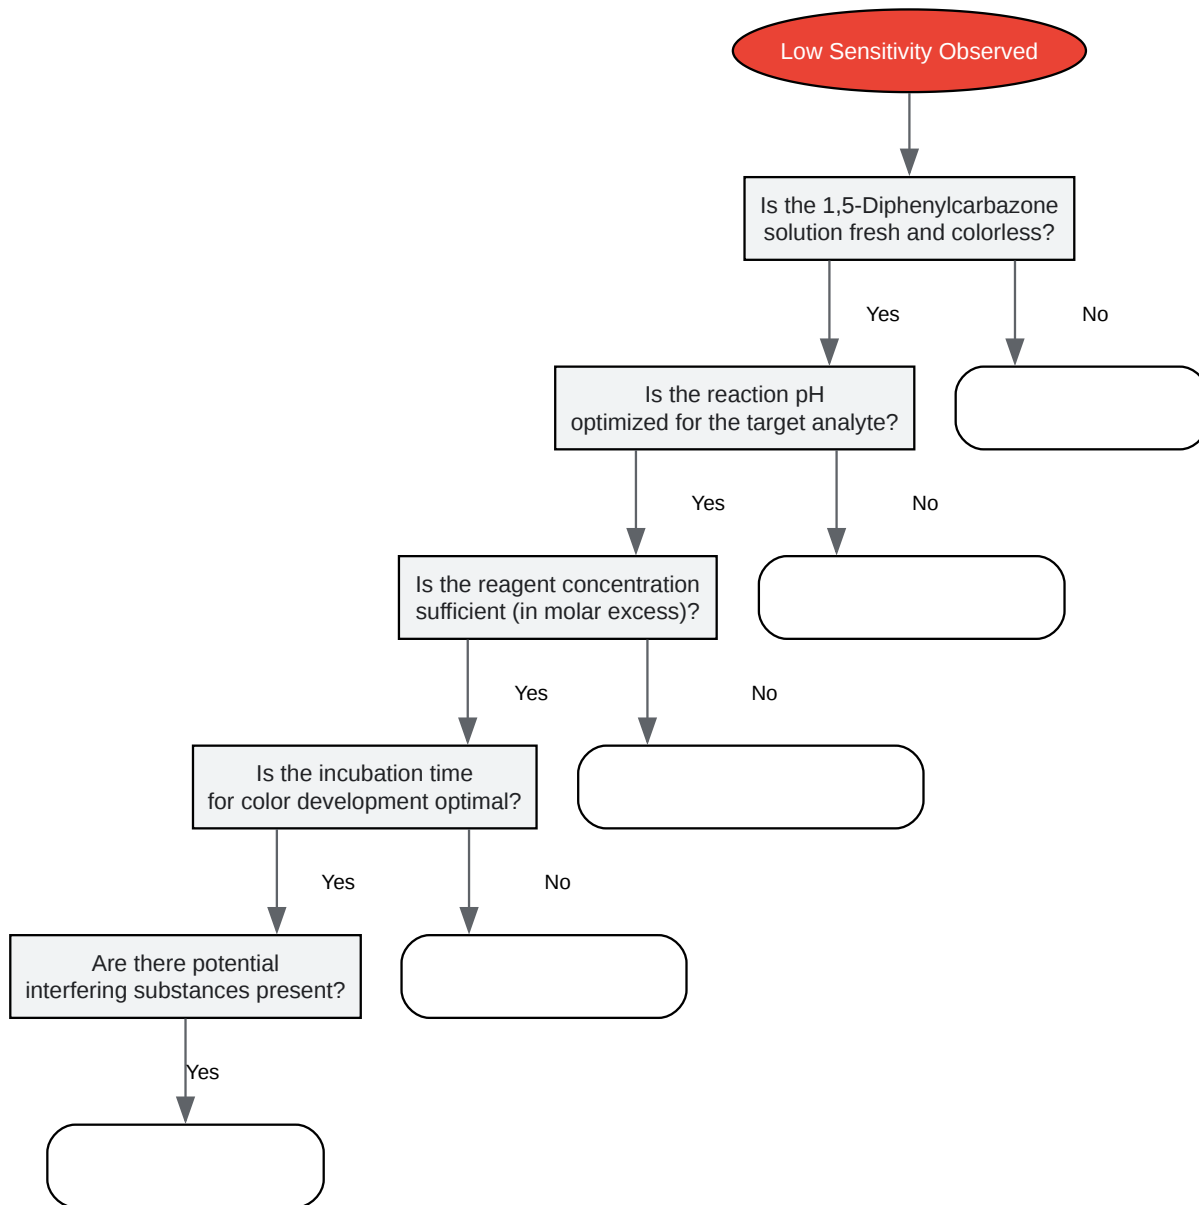 Low Sensitivity Observed
Is the 1,5-Diphenylcarbazone
solution fresh and colorless?
Yes
No
Is the reaction pH
optimized for the target analyte?
Yes
No
Is the reagent concentration
sufficient (in molar excess)?
Yes
No
Is the incubation time
for color development optimal?
Yes
No
Are there potential
interfering substances present?
Yes